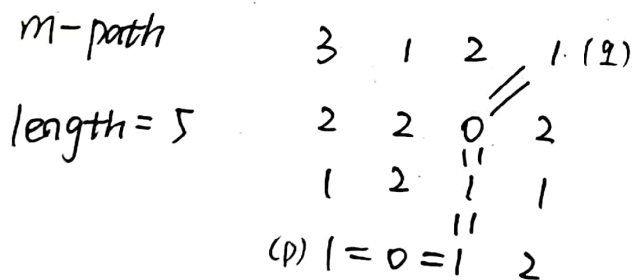 m-path
length = 5
3 1 2 1 (q)
2 2 0 2
1 2 1 1
(p) 1 = 0 = 1 2